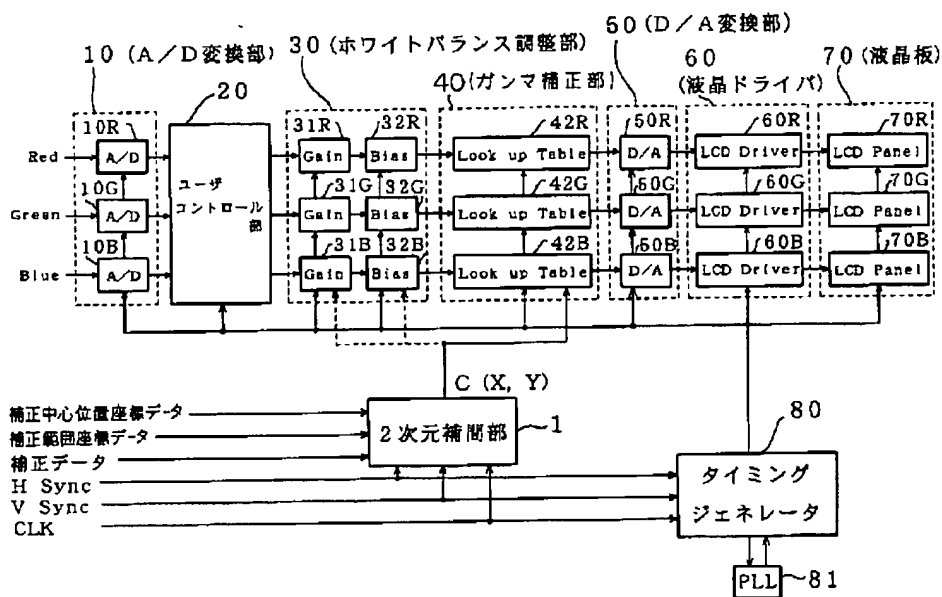 50 (D/A変換部)
30 (ホワイトバランス調整部)
60
(液晶ドライバ)
70 (液晶板)
10 (A/D変換部)
20
40 (ガンマ補正部)
10R
31R
32R
42R
50R
60R
70R
Red
A/D
Gain
Bias
Look up Table
D/A
LCD Driver
LCD Panel
10G
31G
32G
42G
50G
60G
70G
Green
A/D
ユーザ
コントロール
部
Gain
Bias
Look up Table
D/A
LCD Driver
LCD Panel
10B
31B
32B
42B
50B
60B
70B
Blue
A/D
Gain
Bias
Look up Table
D/A
LCD Driver
LCD Panel
C (X, Y)
補正中心位置座標データ
補正範囲座標データ
補正データ
2次元補間部
1
80
H Sync
V Sync
CLK
タイミング
ジェネレータ
PLL
81